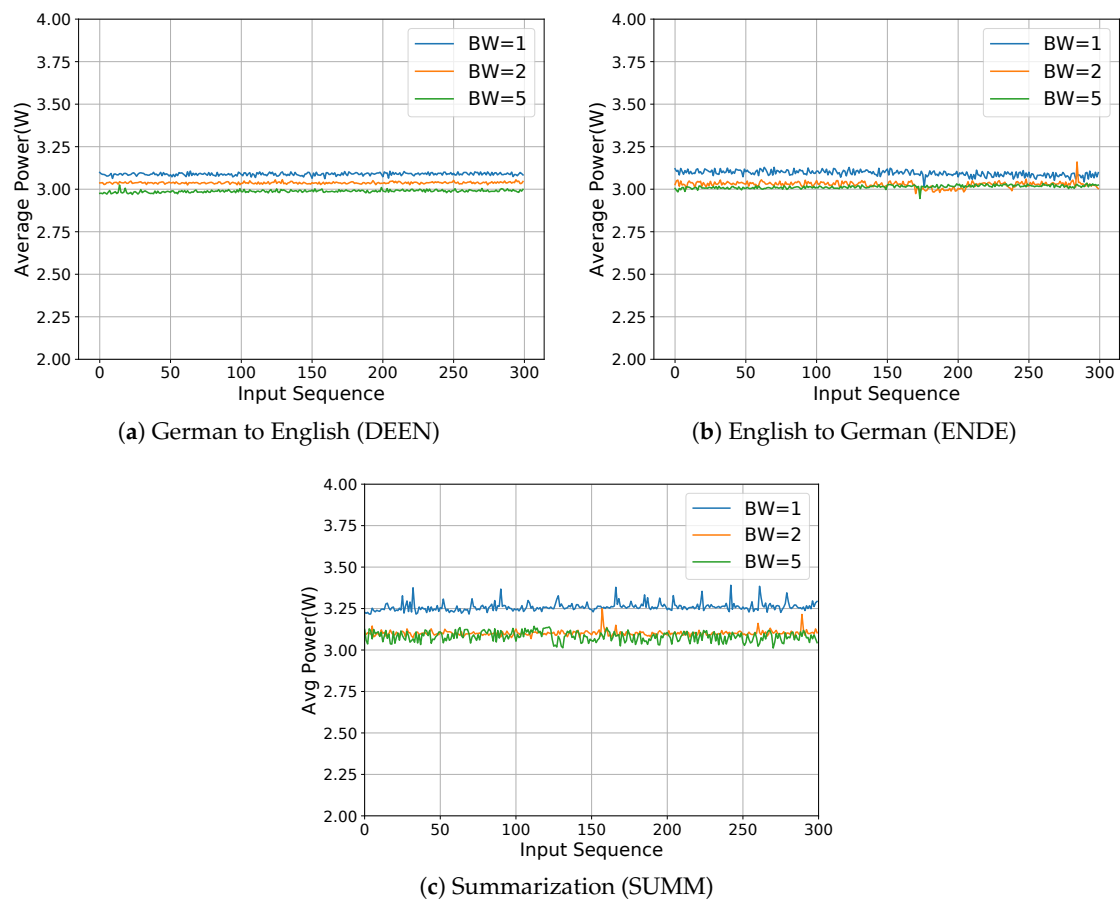 4.00
3.75
3.50
3.25
3.00
2.75
2.50
2.25
2.00
Average Power(W)
0 50 100 150 200 250 300
Input Sequence
BW=1
BW=2
BW=5
(a) German to English (DEEN)
4.00
3.75
3.50
3.25
3.00
2.75
2.50
2.25
2.00
Average Power(W)
0 50 100 150 200 250 300
Input Sequence
BW=1
BW=2
BW=5
(b) English to German (ENDE)
4.00
3.75
3.50
3.25
3.00
2.75
2.50
2.25
2.00
Avg Power(W)
0 50 100 150 200 250 300
Input Sequence
BW=1
BW=2
BW=5
(c) Summarization (SUMM)